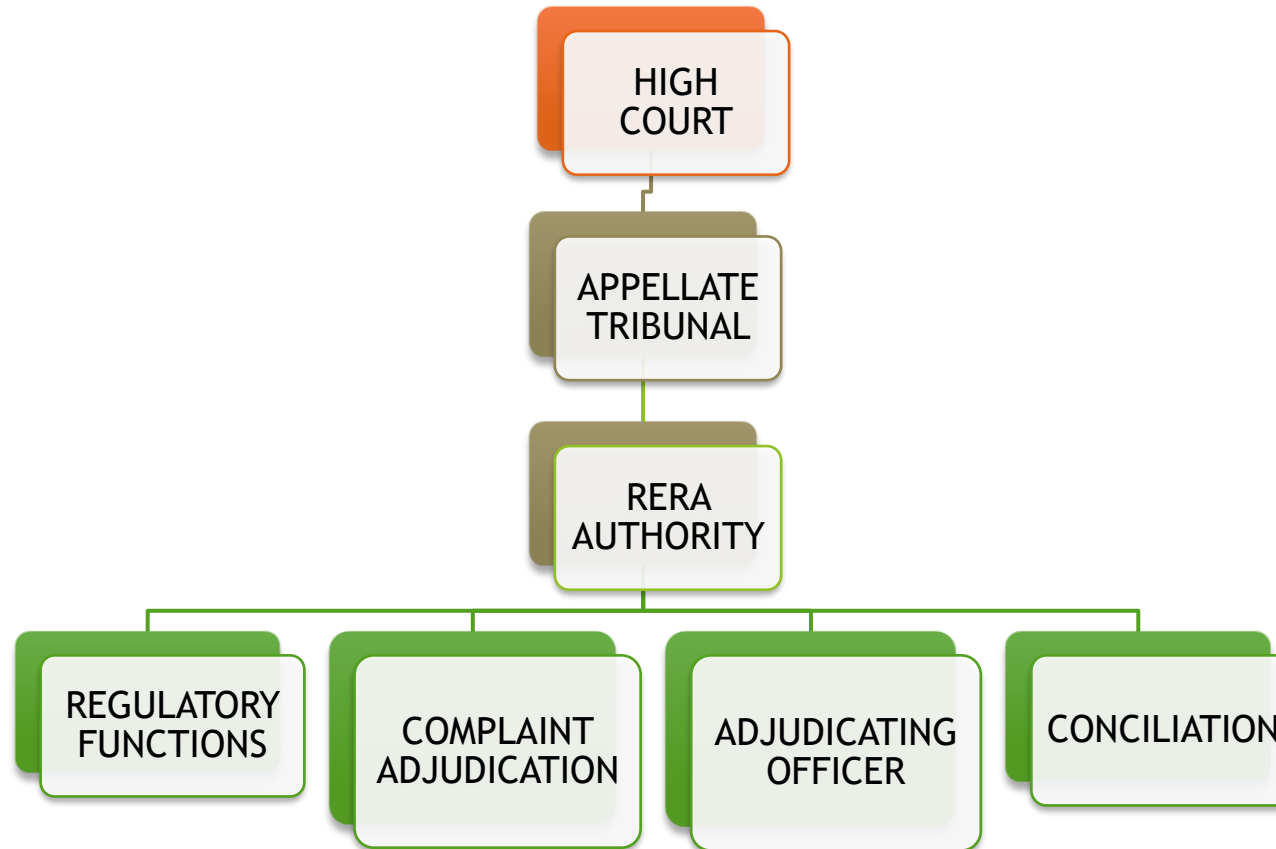 HIGH
COURT
APPELLATE
TRIBUNAL
RERA
AUTHORITY
REGULATORY
FUNCTIONS
COMPLAINT
ADJUDICATION
ADJUDICATING
OFFICER
CONCILIATION